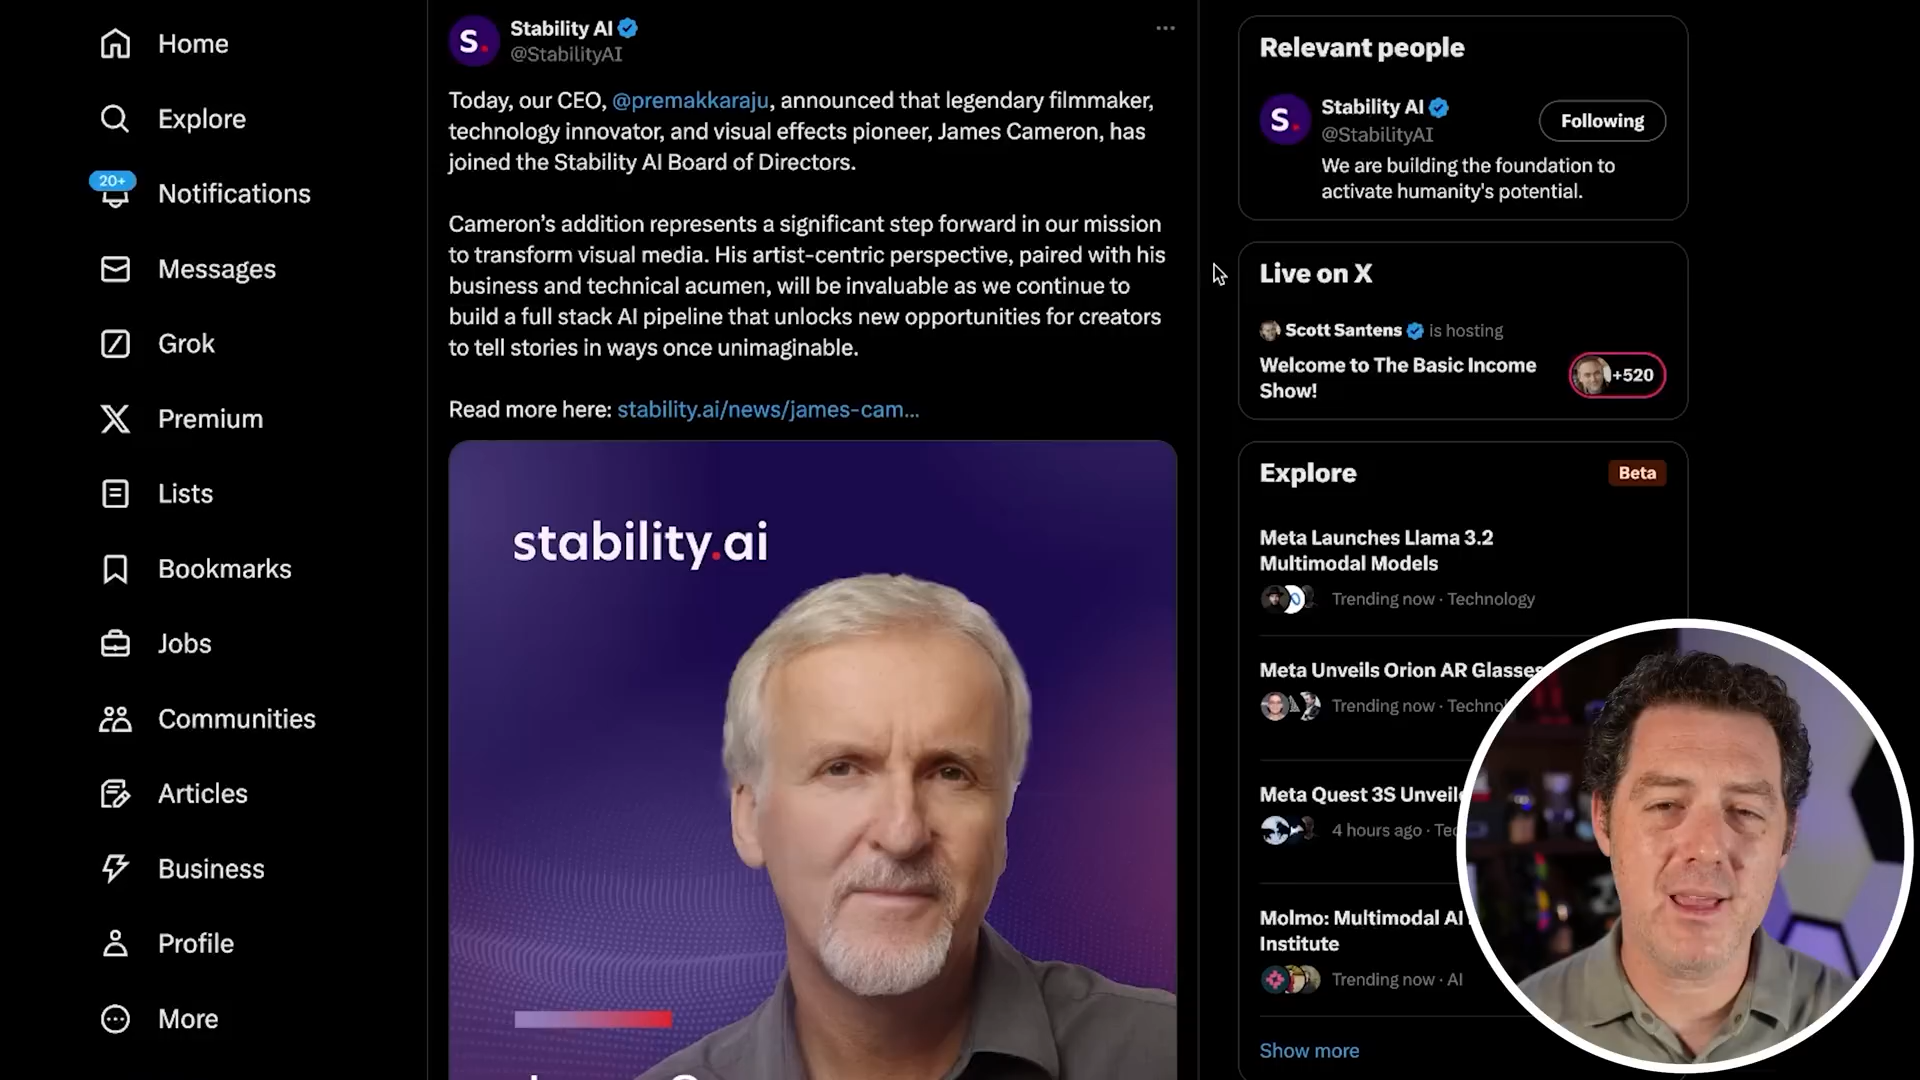 Home
Explore
20+
Notifications
Messages
Grok
Premium
Lists
Bookmarks
Jobs
Communities
Articles
Business
Profile
More
S.
Stability AI
@StabilityAI
Today, our CEO, @premakkaraju, announced that legendary filmmaker,
technology innovator, and visual effects pioneer, James Cameron, has
joined the Stability AI Board of Directors.
Cameron’s addition represents a significant step forward in our mission
to transform visual media. His artist-centric perspective, paired with his
business and technical acumen, will be invaluable as we continue to
build a full stack AI pipeline that unlocks new opportunities for creators
to tell stories in ways once unimaginable.
Read more here: stability.ai/news/james-cam...
stability.ai
Relevant people
S.
Stability AI
@StabilityAI
Following
We are building the foundation to
activate humanity's potential.
Live on X
Scott Santens is hosting
Welcome to The Basic Income
Show!
+520
Explore
Beta
Meta Launches Llama 3.2
Multimodal Models
Trending now · Technology
Meta Unveils Orion AR Glasses
Trending now · Techno
Meta Quest 3S Unveile
4 hours ago · Tec
Molmo: Multimodal AI
Institute
Trending now · AI
Show more